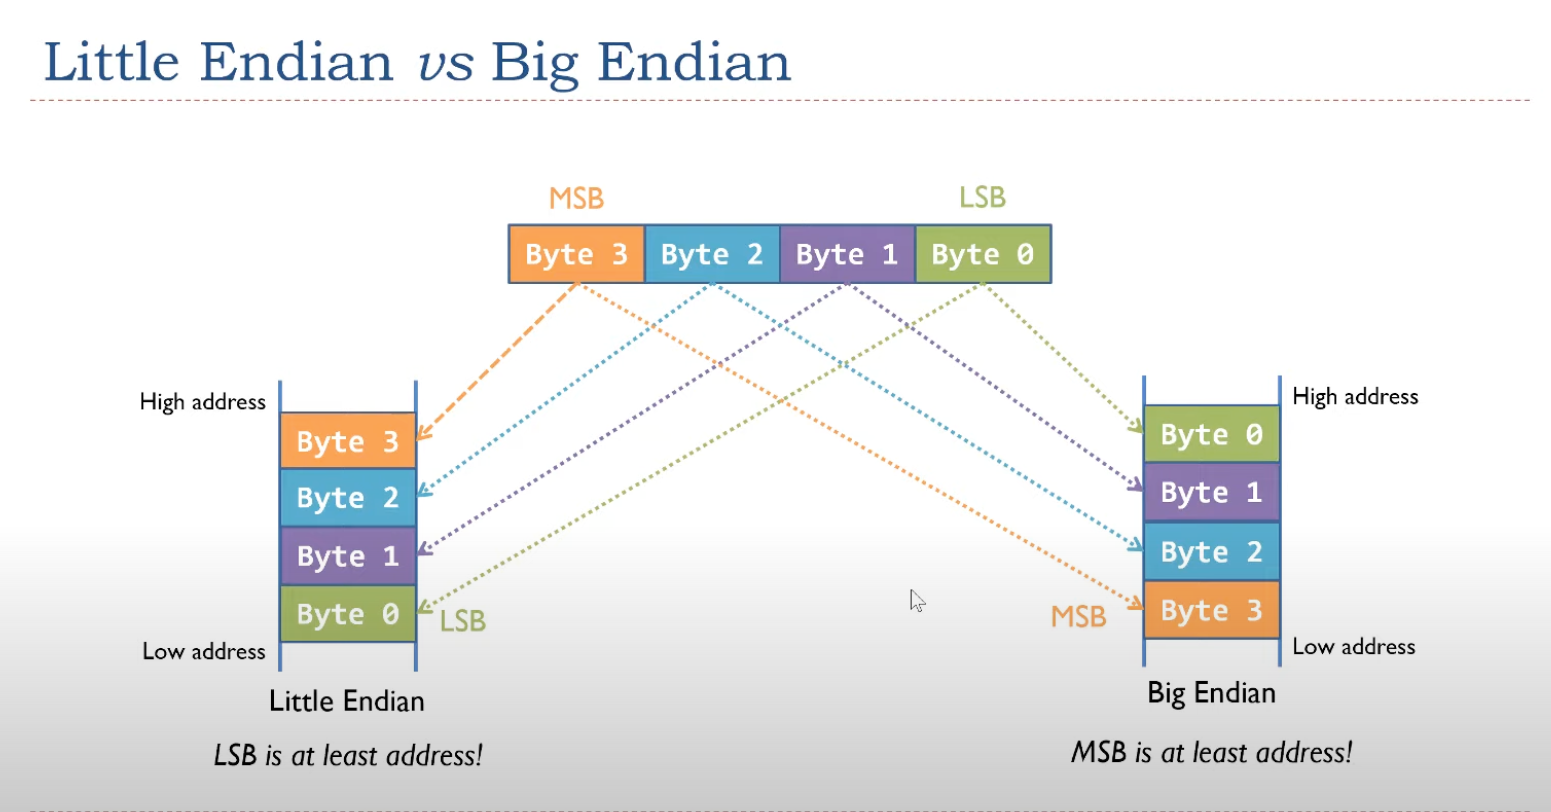 Little Endian vs Big Endian
MSB
LSB
Byte 3 Byte 2 Byte 1 Byte 0
High address
Byte 3
Byte 2
Byte 1
Byte 0
LSB
Low address
Little Endian
LSB is at least address!
High address
Byte 0
Byte 1
Byte 2
Byte 3
MSB
Low address
Big Endian
MSB is at least address!